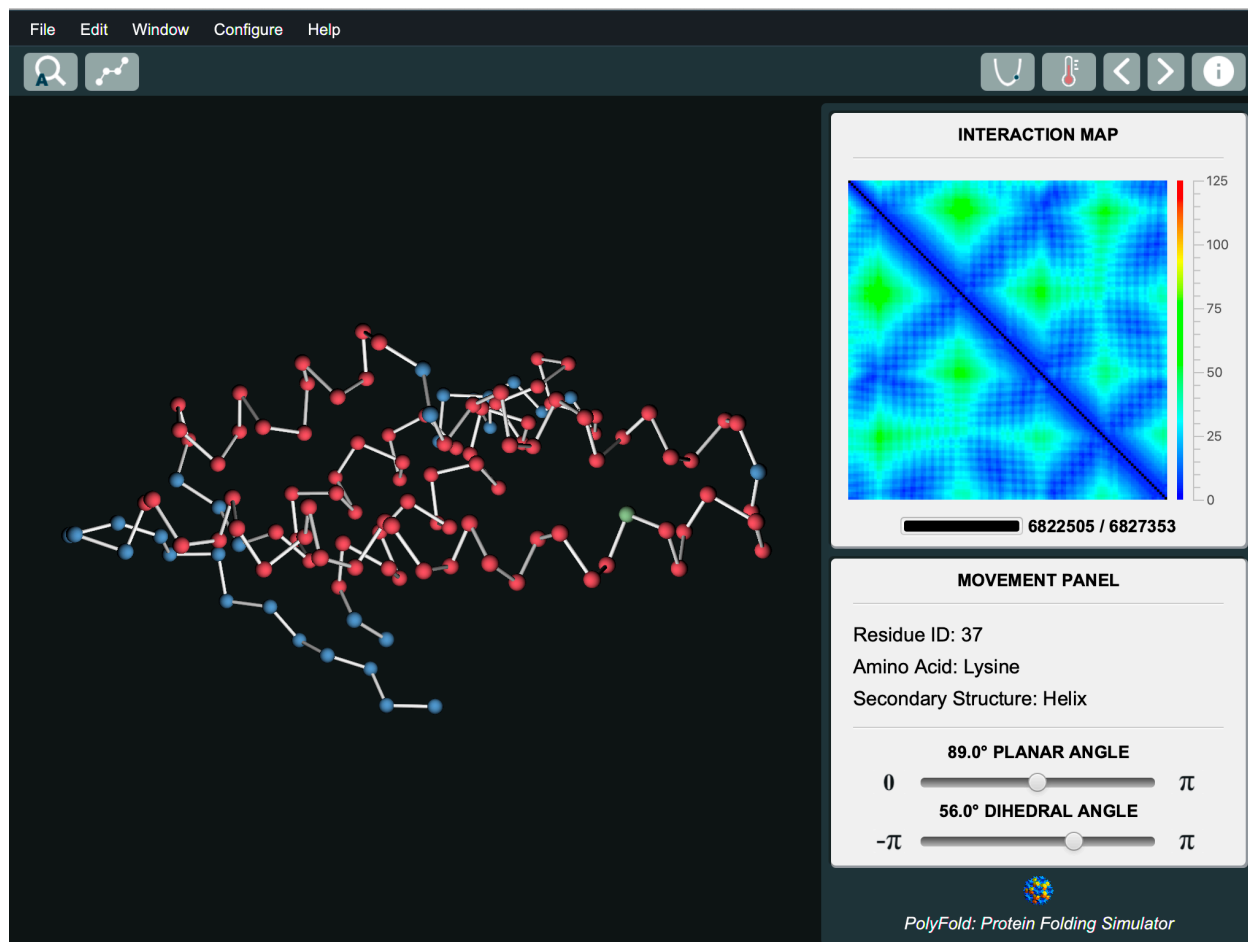 File Edit Window Configure Help
A
INTERACTION MAP
125
100
75
50
25
0
6822505 / 6827353
MOVEMENT PANEL
Residue ID: 37
Amino Acid: Lysine
Secondary Structure: Helix
89.0° PLANAR ANGLE
0 π
56.0° DIHEDRAL ANGLE
-π π
PolyFold: Protein Folding Simulator